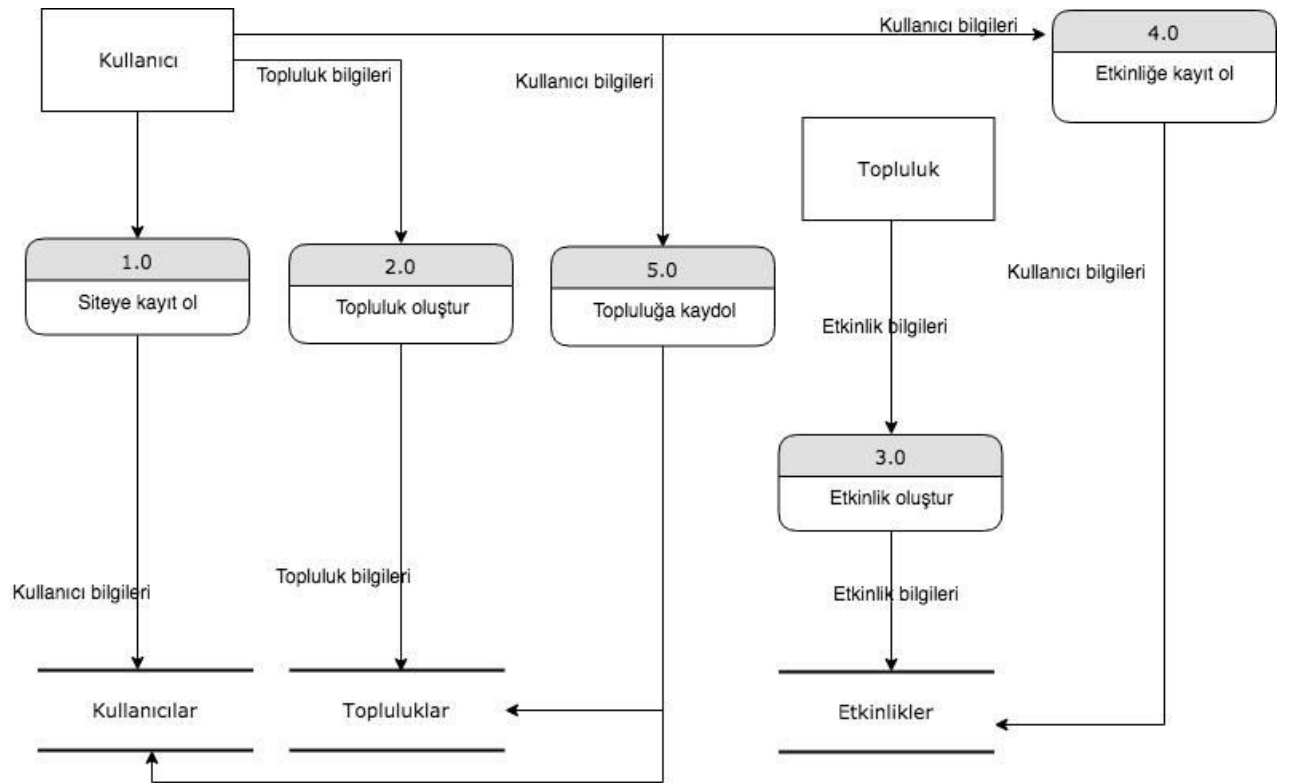 Kullanıcı bilgileri
4.0
Kullanıcı
Topluluk bilgileri
Kullanıcı bilgileri
Etkinliğe kayıt ol
Topluluk
1.0
2.0
5.0
Kullanıcı bilgileri
Siteye kayıt ol
Topluluk oluştur
Topluluğa kaydol
Etkinlik bilgileri
3.0
Etkinlik oluştur
Kullanıcı bilgileri
Topluluk bilgileri
Etkinlik bilgileri
Kullanıcılar
Topluluklar
Etkinlikler